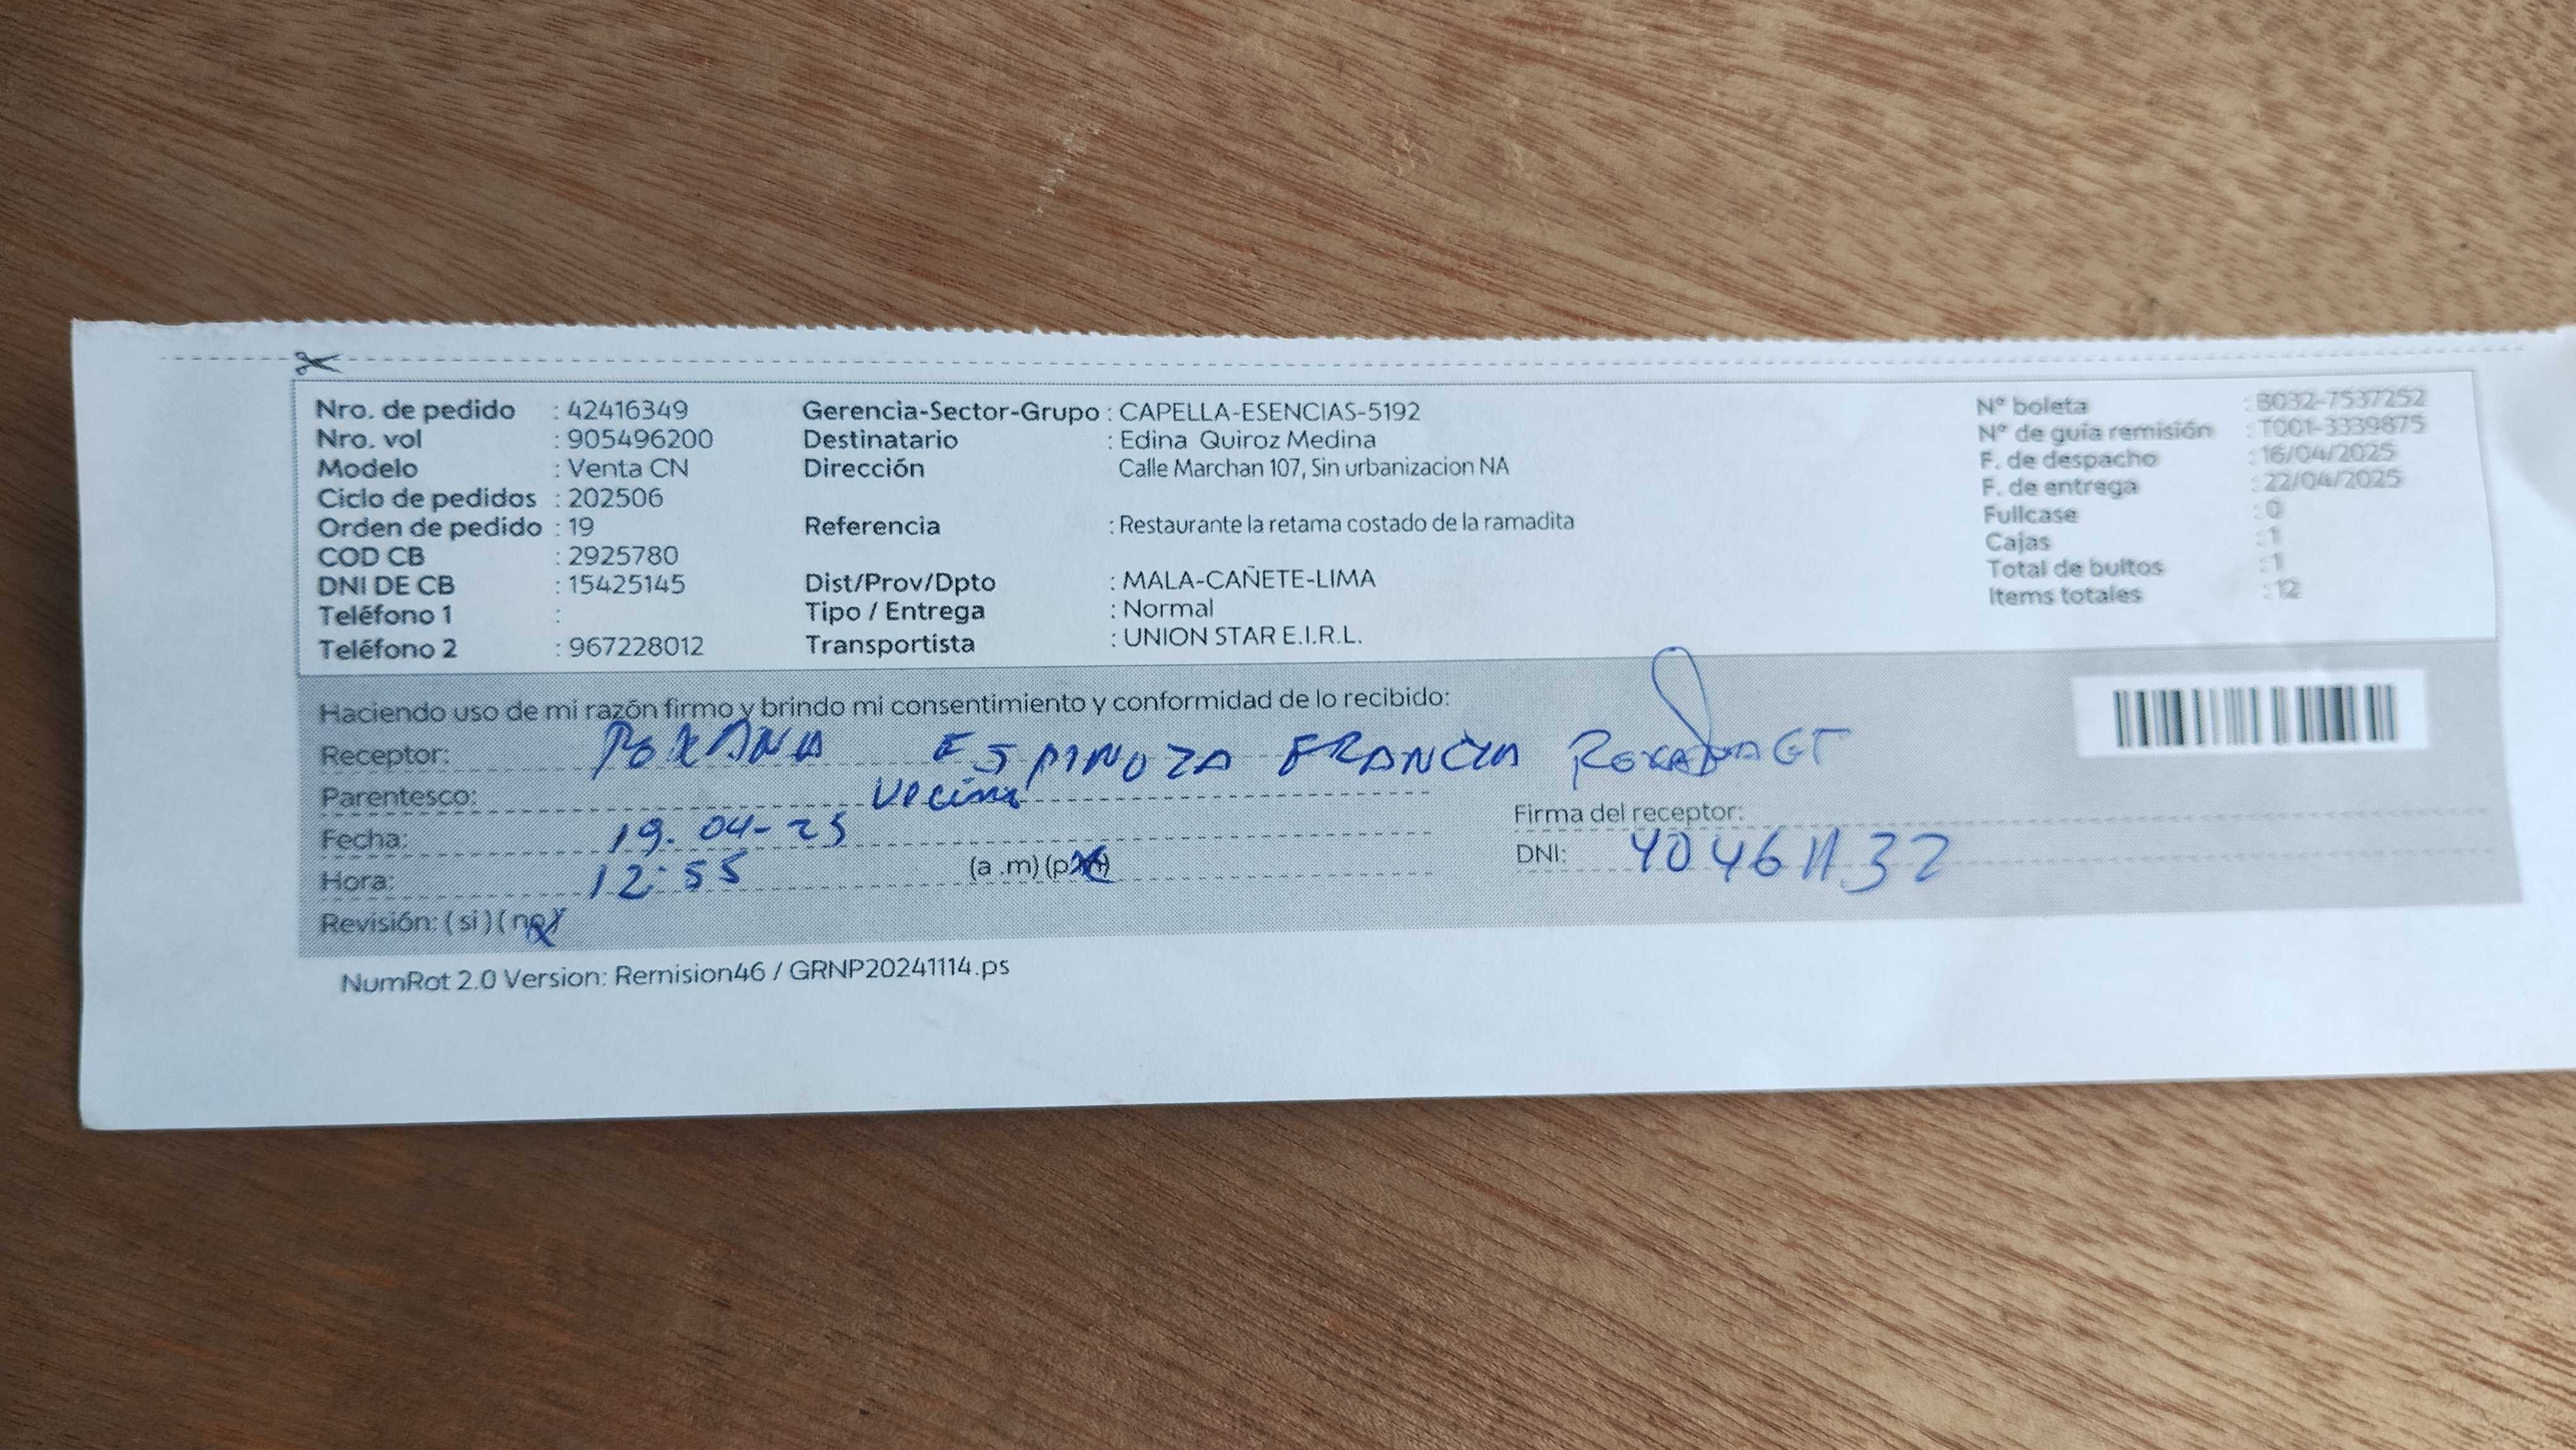 Nro. de pedido : 42416349
Nro. vol : 905496200
Modelo : Venta CN
Ciclo de pedidos : 202506
Orden de pedido : 19
COD CB : 2925780
DNI DE CB : 15425145
Teléfono 1 :
Teléfono 2 : 967228012
Gerencia-Sector-Grupo : CAPELLA-ESENCIAS-5192
Destinatario : Edina Quiroz Medina
Dirección Calle Marchan 107, Sin urbanizacion NA
Referencia : Restaurante la retama costado de la ramadita
Dist/Prov/Dpto : MALA-CAÑETE-LIMA
Tipo / Entrega : Normal
Transportista : UNION STAR E.I.R.L.
N° boleta : B032-7537252
N° de guía remisión : T001-3339875
F. de despacho : 16/04/2025
F. de entrega : 22/04/2025
Fullcase : 0
Cajas : 1
Total de bultos : 1
Items totales : 12
Haciendo uso de mi razón firmo y brindo mi consentimiento y conformidad de lo recibido:
Receptor: ROXANA ESPINOZA FRANCIA
Parentesco: Vecina
Fecha: 19-04-25
Hora: 12:55 (a .m) (p.m)
Revisión: ( si ) ( no )
Firma del receptor:
DNI: 40461132
NumRot 2.0 Version: Remision46 / GRNP20241114.ps